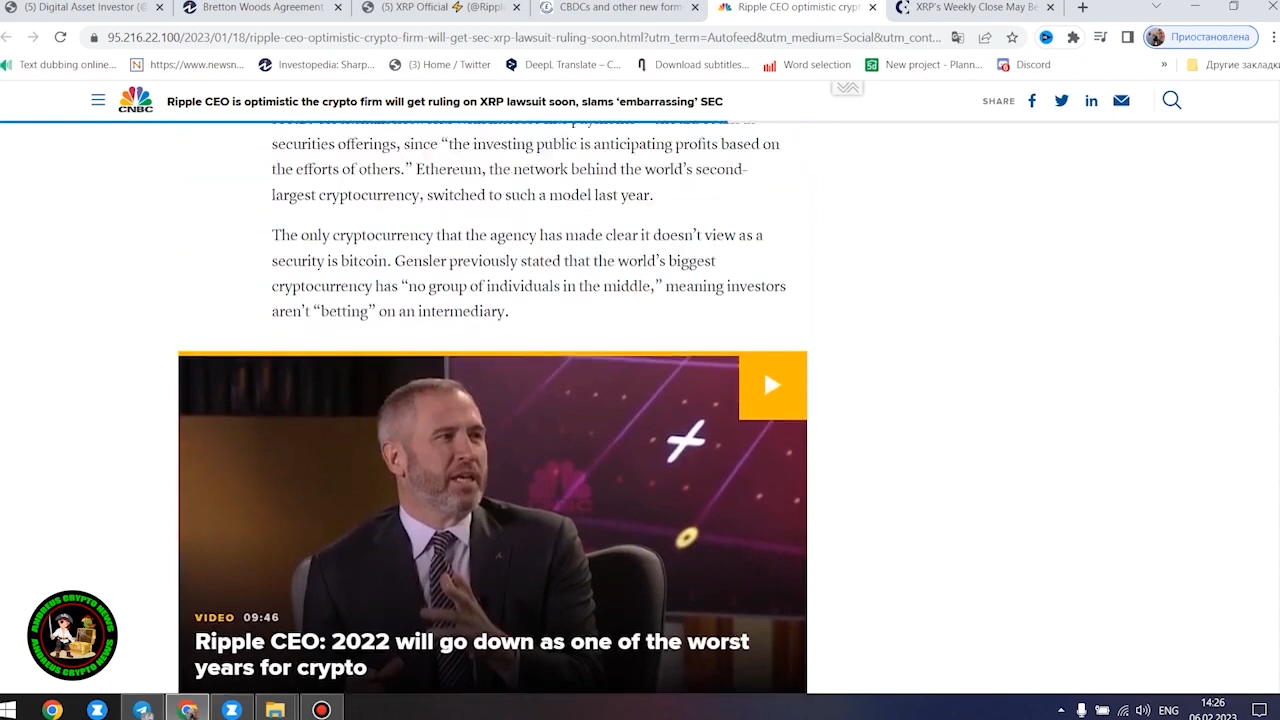 (5) Digital Asset Investor (@
Bretton Woods Agreement
(5) XRP Official ⚡ (@Rippl
CBDCs and other new form
Ripple CEO optimistic crypt
XRP's Weekly Close May Be
95.216.22.100/2023/01/18/ripple-ceo-optimistic-crypto-firm-will-get-sec-xrp-lawsuit-ruling-soon.html?utm_term=Autofeed&utm_medium=Social&utm_cont...
Приостановлена
Text dubbing online...
https://www.newsn...
Investopedia: Sharp...
(3) Home / Twitter
DeepL Translate – C...
Download subtitles...
Word selection
New project - Plann...
Discord
»
Другие закладки
CNBC
Ripple CEO is optimistic the crypto firm will get ruling on XRP lawsuit soon, slams ‘embarrassing’ SEC
SHARE
securities offerings, since “the investing public is anticipating profits based on
the efforts of others.” Ethereum, the network behind the world’s second-
largest cryptocurrency, switched to such a model last year.
The only cryptocurrency that the agency has made clear it doesn’t view as a
security is bitcoin. Gensler previously stated that the world’s biggest
cryptocurrency has “no group of individuals in the middle,” meaning investors
aren’t “betting” on an intermediary.
VIDEO 09:46
Ripple CEO: 2022 will go down as one of the worst
years for crypto
ANDREUS CRYPTO NEWS
ANDREUS CRYPTO NEWS
ENG
14:26
06.02.2023